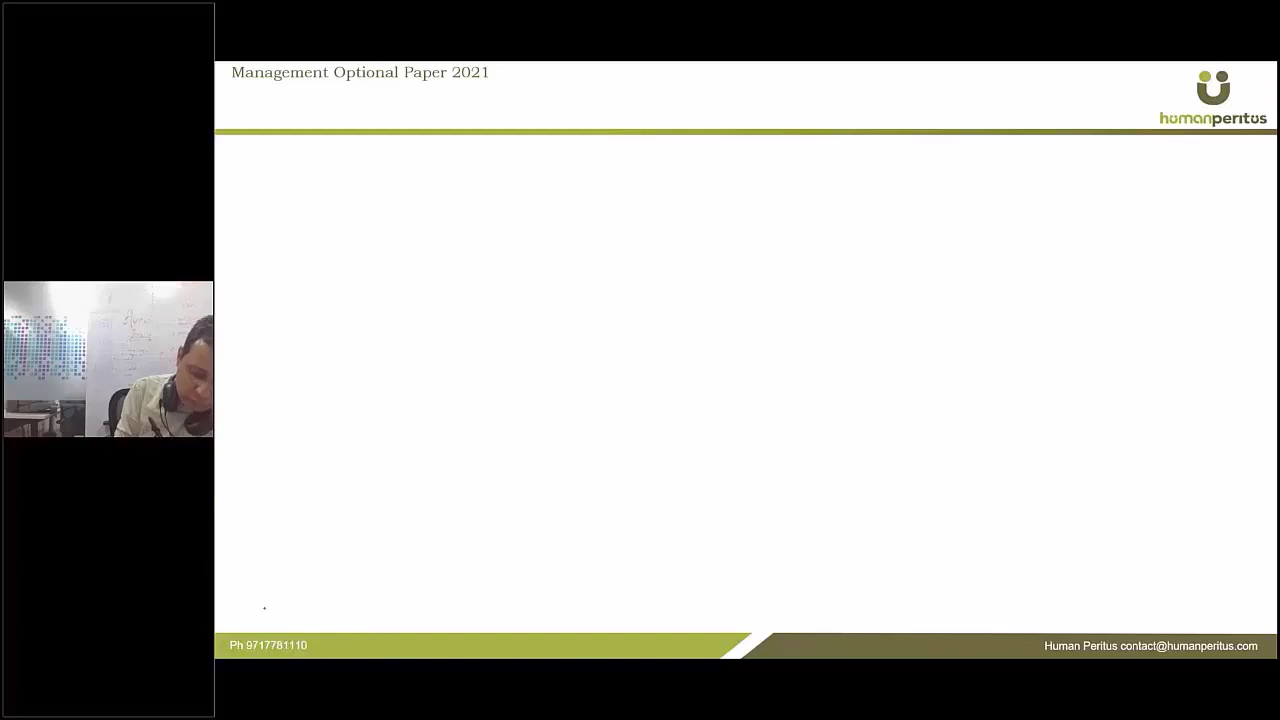 Management Optional Paper 2021
humanperitus
Ph 9717781110
Human Peritus contact@humanperitus.com